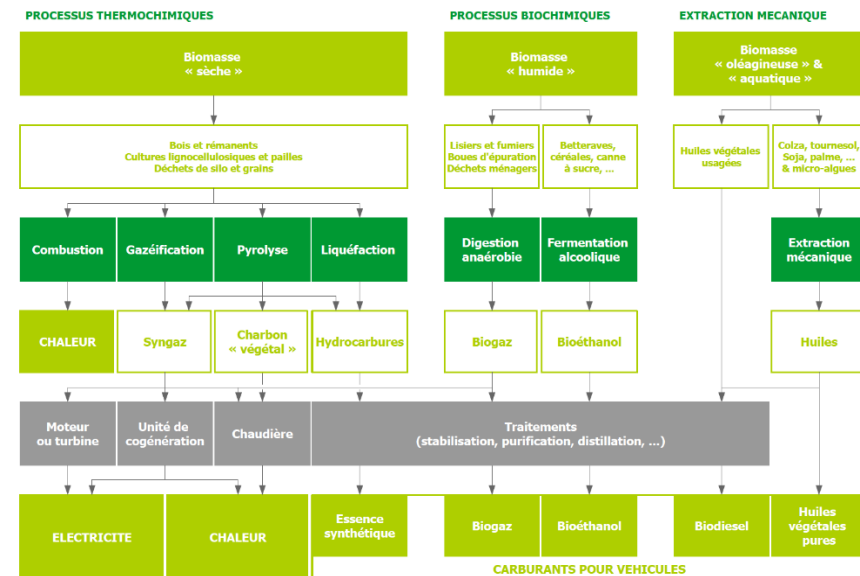 PROCESSUS THERMOCHIMIQUES
PROCESSUS BIOCHIMIQUES
EXTRACTION MECANIQUE
Biomasse
« sèche »
Biomasse
« humide »
Biomasse
« oléagineuse » &
« aquatique »
Bois et rémanents
Cultures lignocellulosiques et pailles
Déchets de silo et grains
Lisiers et fumiers
Boues d'épuration
Déchets ménagers
Betteraves,
céréales, canne
à sucre, ...
Huiles végétales
usagées
Colza, tournesol,
Soja, palme, ...
& micro-algues
Combustion
Gazéification
Pyrolyse
Liquéfaction
Digestion
anaérobie
Fermentation
alcoolique
Extraction
mécanique
CHALEUR
Syngaz
Charbon
« végétal »
Hydrocarbures
Biogaz
Bioéthanol
Huiles
Moteur
ou turbine
Unité de
cogénération
Chaudière
Traitements
(stabilisation, purification, distillation, ...)
ELECTRICITE
CHALEUR
Essence
synthétique
Biogaz
Bioéthanol
Biodiesel
Huiles
végétales
pures
CARBURANTS POUR VEHICULES